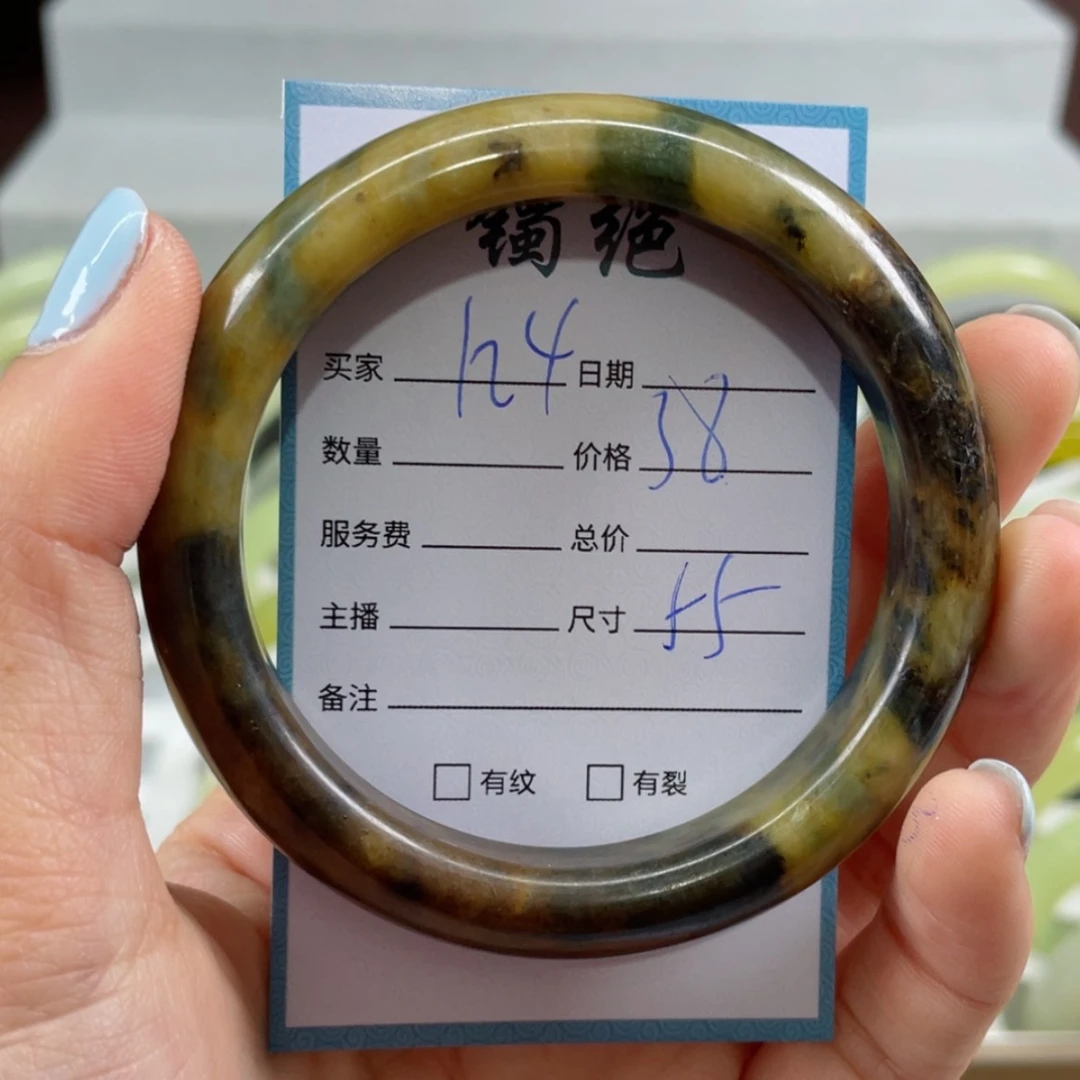 镯绝
买家 124 日期
数量 价格 38
服务费 总价
主播 尺寸 55
备注
有纹 有裂